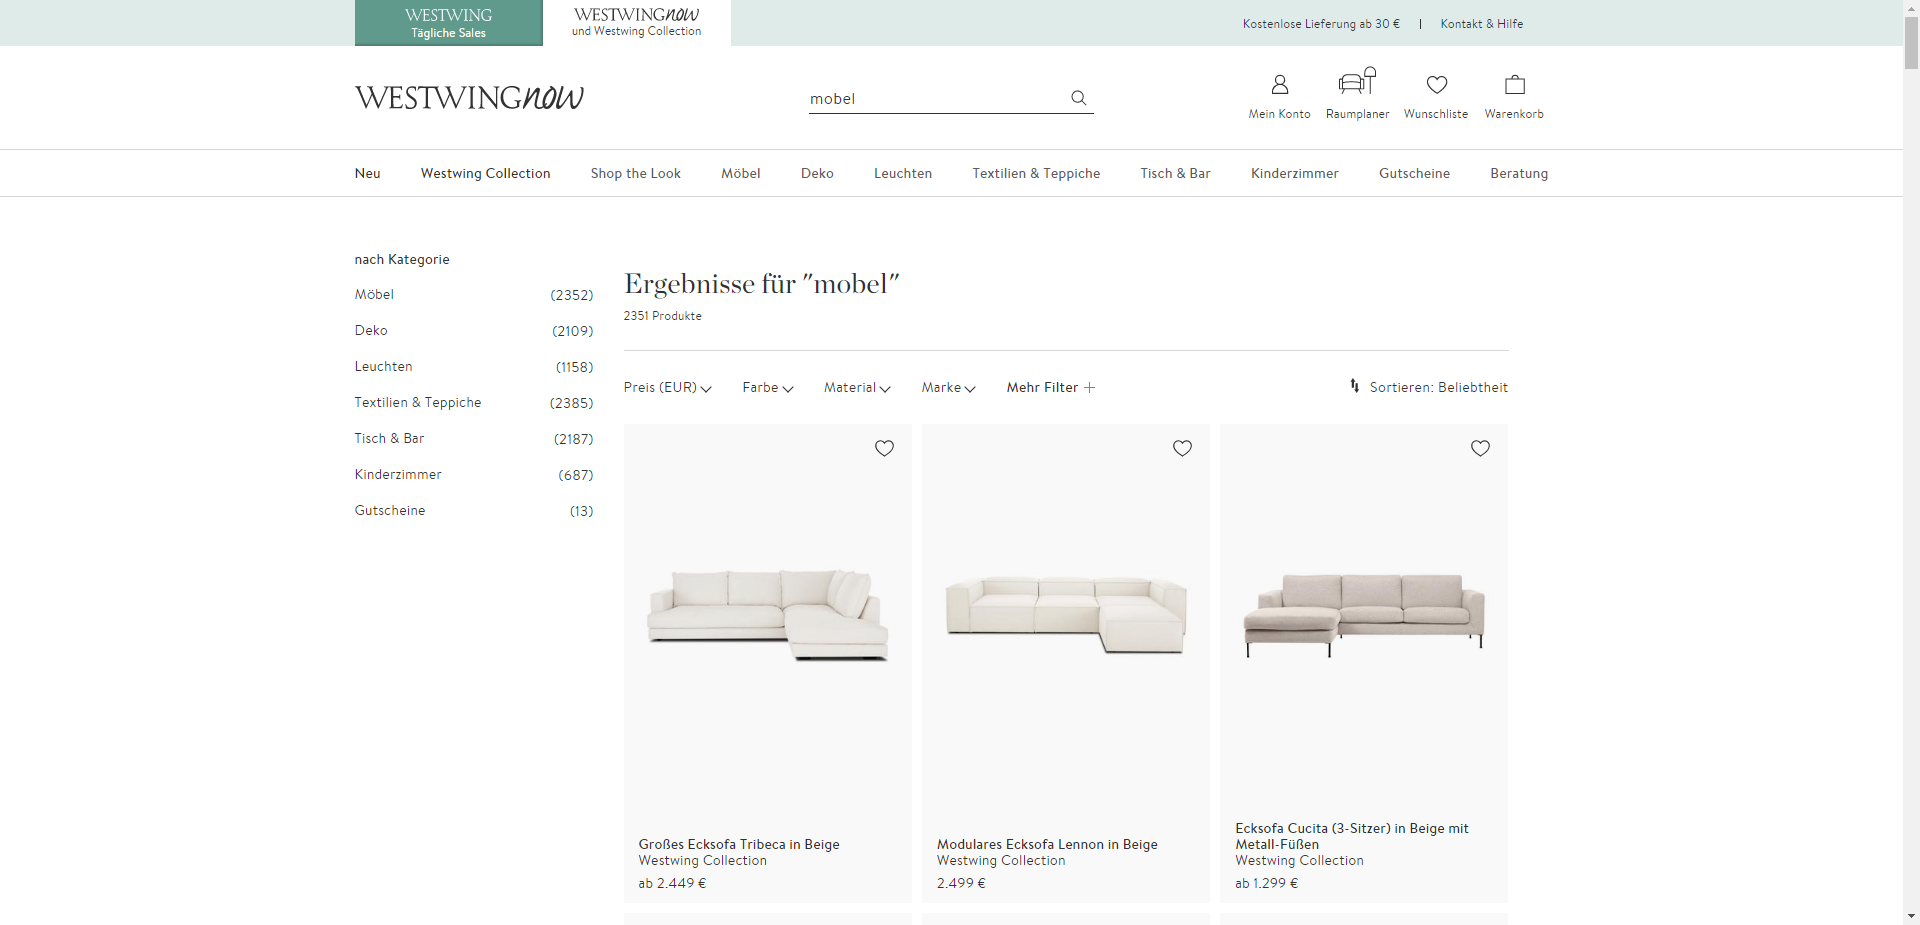 WESTWING
Tägliche Sales
WESTWINGnow
und Westwing Collection
Kostenlose Lieferung ab 30 € | Kontakt & Hilfe
WESTWINGnow
mobel
Mein Konto
Raumplaner
Wunschliste
Warenkorb
Neu
Westwing Collection
Shop the Look
Möbel
Deko
Leuchten
Textilien & Teppiche
Tisch & Bar
Kinderzimmer
Gutscheine
Beratung
nach Kategorie
Möbel (2352)
Deko (2109)
Leuchten (1158)
Textilien & Teppiche (2385)
Tisch & Bar (2187)
Kinderzimmer (687)
Gutscheine (13)
Ergebnisse für "mobel"
2351 Produkte
Preis (EUR)
Farbe
Material
Marke
Mehr Filter
Sortieren: Beliebtheit
Großes Ecksofa Tribeca in Beige
Westwing Collection
ab 2.449 €
Modulares Ecksofa Lennon in Beige
Westwing Collection
2.499 €
Ecksofa Cucita (3-Sitzer) in Beige mit
Metall-Füßen
Westwing Collection
ab 1.299 €